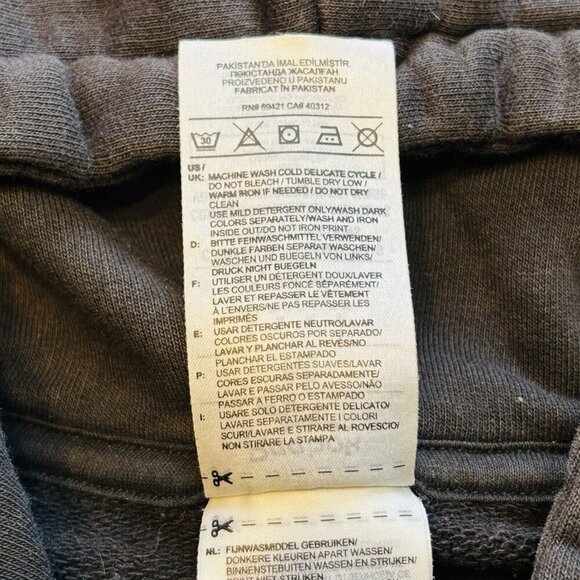 PAKİSTAN'DA İMAL EDİLMİŞTİR
ПӘКІСТАНДА ЖАСАЛҒАН
PROIZVEDENO U PAKISTANU
FABRICAT ÎN PAKISTAN
RN# 69421 CA# 40312
30
US /
UK: MACHINE WASH COLD DELICATE CYCLE /
DO NOT BLEACH / TUMBLE DRY LOW /
WARM IRON IF NEEDED / DO NOT DRY
CLEAN
USE MILD DETERGENT ONLY/WASH DARK
COLORS SEPARATELY/WASH AND IRON
INSIDE OUT/DO NOT IRON PRINT
D: BITTE FEINWASCHMITTEL VERWENDEN/
DUNKLE FARBEN SEPARAT WASCHEN/
WASCHEN UND BUEGELN VON LINKS/
DRUCK NICHT BUEGELN
F: UTILISER UN DÉTERGENT DOUX/LAVER
LES COULEURS FONCÉ SÉPARÉMENT/
LAVER ET REPASSER LE VÊTEMENT
À L'ENVERS/NE PAS REPASSER LES
IMPRIMÉS
E: USAR DETERGENTE NEUTRO/LAVAR
COLORES OSCUROS POR SEPARADO/
LAVAR Y PLANCHAR AL REVÉS/NO
PLANCHAR EL ESTAMPADO
P: USAR DETERGENTES SUAVES/LAVAR
CORES ESCURAS SEPARADAMENTE/
LAVAR E PASSAR PELO AVESSO/NÃO
PASSAR A FERRO O ESTAMPADO
I: USARE SOLO DETERGENTE DELICATO/
LAVARE SEPARATAMENTE I COLORI
SCURI/LAVARE E STIRARE AL ROVESCIO/
NON STIRARE LA STAMPA
NL: FIJNWASMIDDEL GEBRUIKEN/
DONKERE KLEUREN APART WASSEN/
BINNENSTEBUITEN WASSEN EN STRIJKEN/
PRINT NIET STRIJKEN